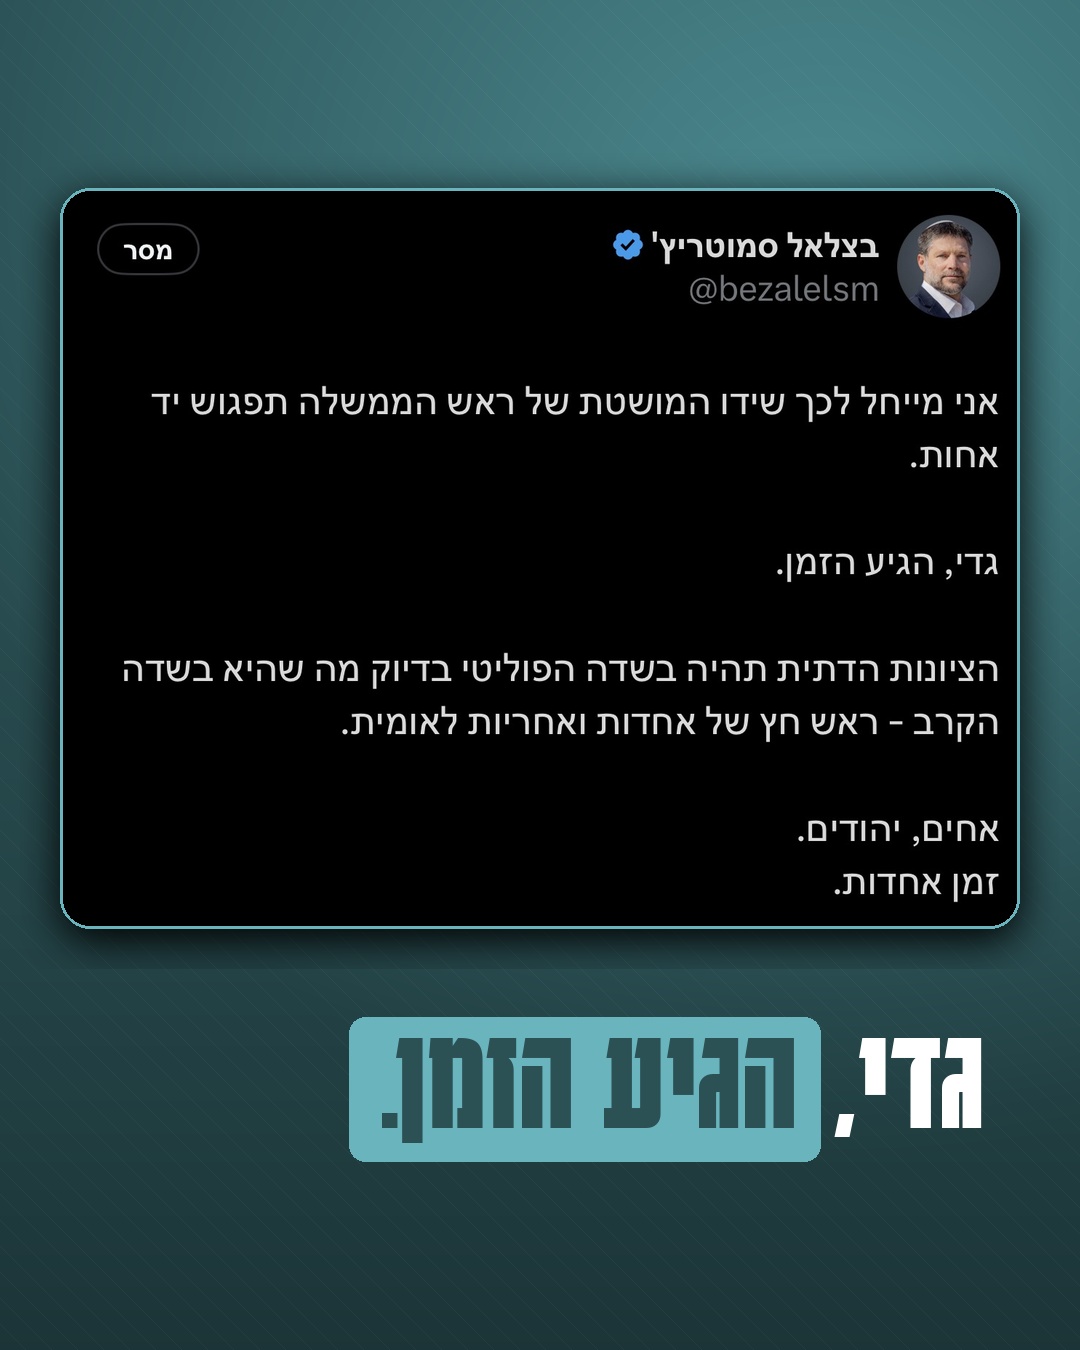 בצלאל סמוטריץ'
@bezalelsm
מסר
אני מייחל לכך שידו המושטת של ראש הממשלה תפגוש יד
אחות.
גדי, הגיע הזמן.
הציונות הדתית תהיה בשדה הפוליטי בדיוק מה שהיא בשדה
הקרב - ראש חץ של אחדות ואחריות לאומית.
אחים, יהודים.
זמן אחדות.
גדי, הגיע הזמן.